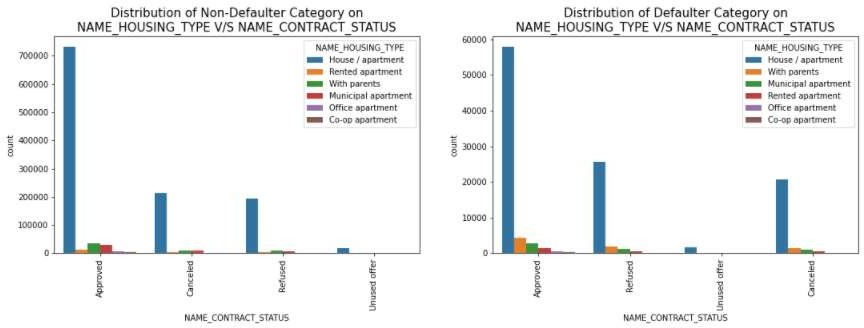 Distribution of Non-Defaulter Category on
NAME_HOUSING_TYPE V/S NAME_CONTRACT_STATUS
700000
600000
500000
400000
300000
200000
100000
0
count
NAME_HOUSING_TYPE
House / apartment
Rented apartment
With parents
Municipal apartment
Office apartment
Co-op apartment
Approved
Canceled
Refused
Unused offer
NAME_CONTRACT_STATUS
Distribution of Defaulter Category on
NAME_HOUSING_TYPE V/S NAME_CONTRACT_STATUS
60000
50000
40000
30000
20000
10000
0
count
NAME_HOUSING_TYPE
House / apartment
With parents
Municipal apartment
Rented apartment
Office apartment
Co-op apartment
Approved
Refused
Unused offer
Canceled
NAME_CONTRACT_STATUS